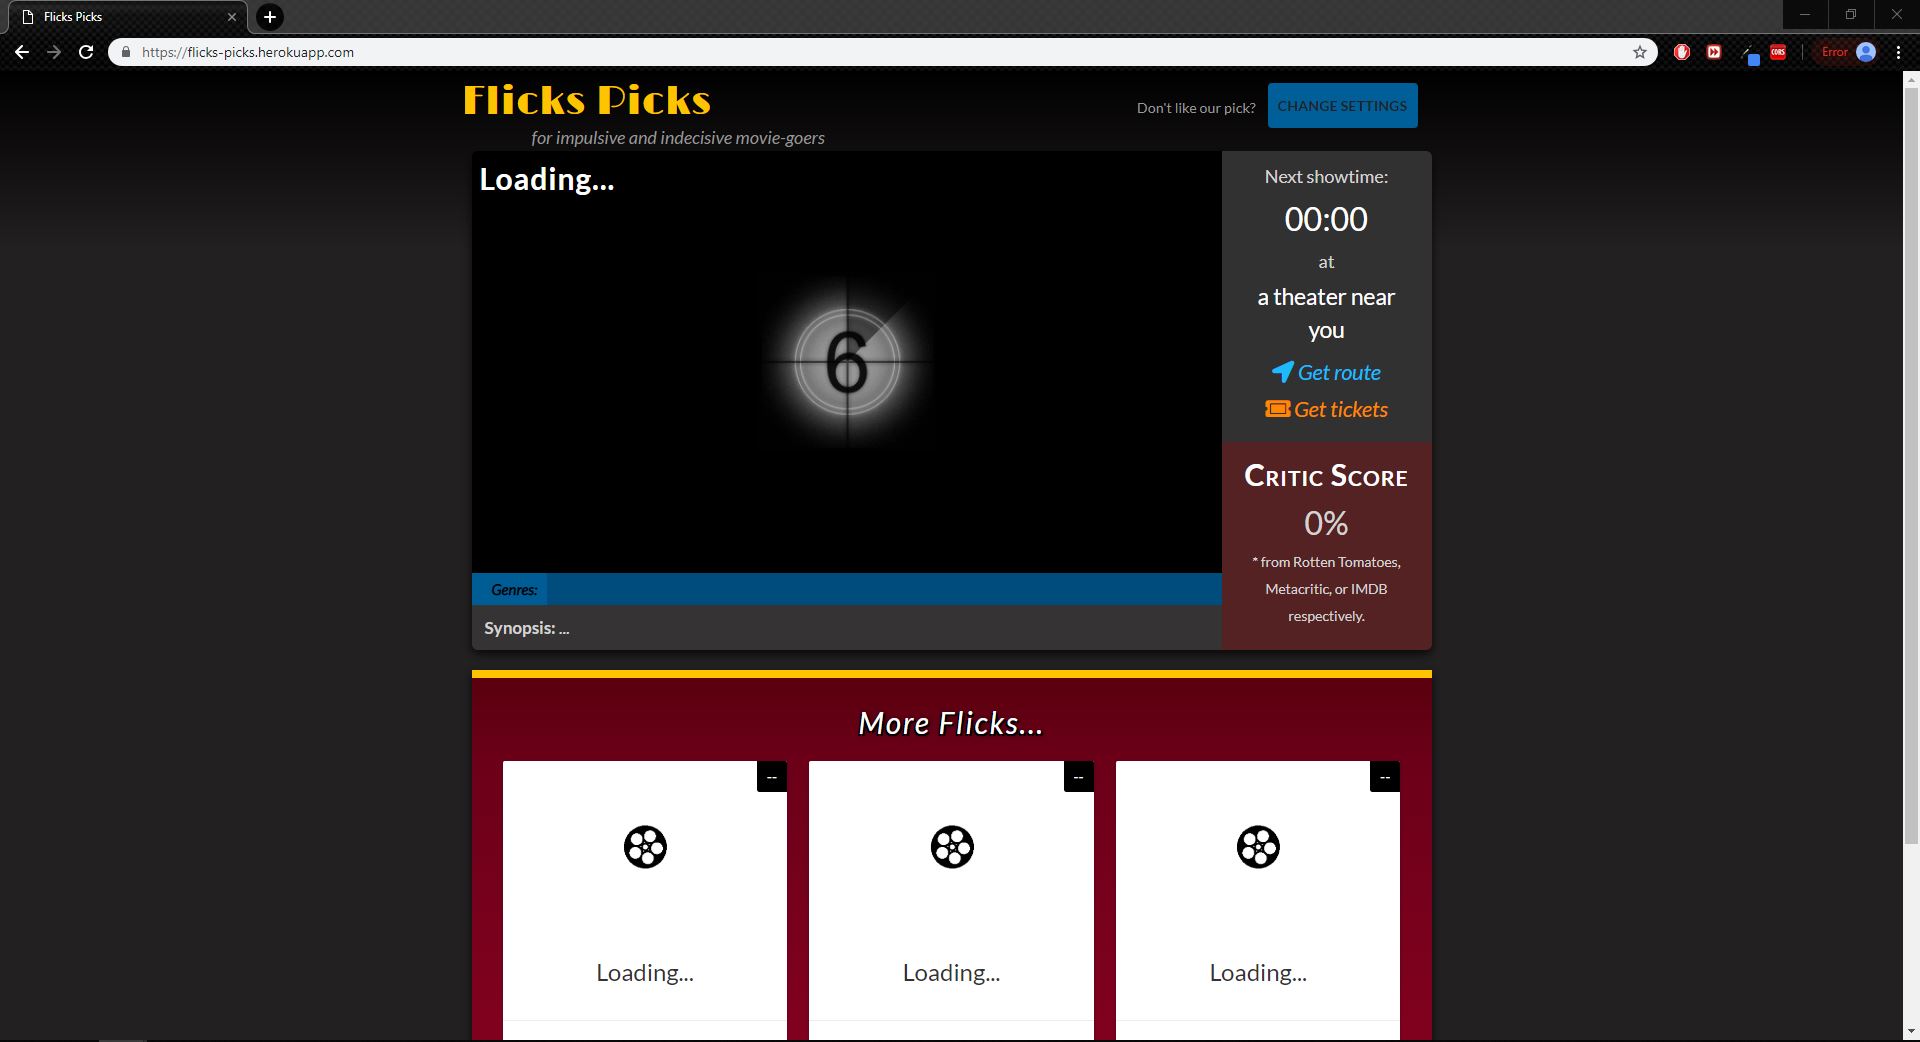 Flicks Picks
https://flicks-picks.herokuapp.com
CORS
Error
Flicks Picks
for impulsive and indecisive movie-goers
Don't like our pick?
CHANGE SETTINGS
Loading...
6
Genres:
Synopsis: ...
Next showtime:
00:00
at
a theater near
you
Get route
Get tickets
Critic Score
0%
* from Rotten Tomatoes,
Metacritic, or IMDB
respectively.
More Flicks...
--
Loading...
--
Loading...
--
Loading...